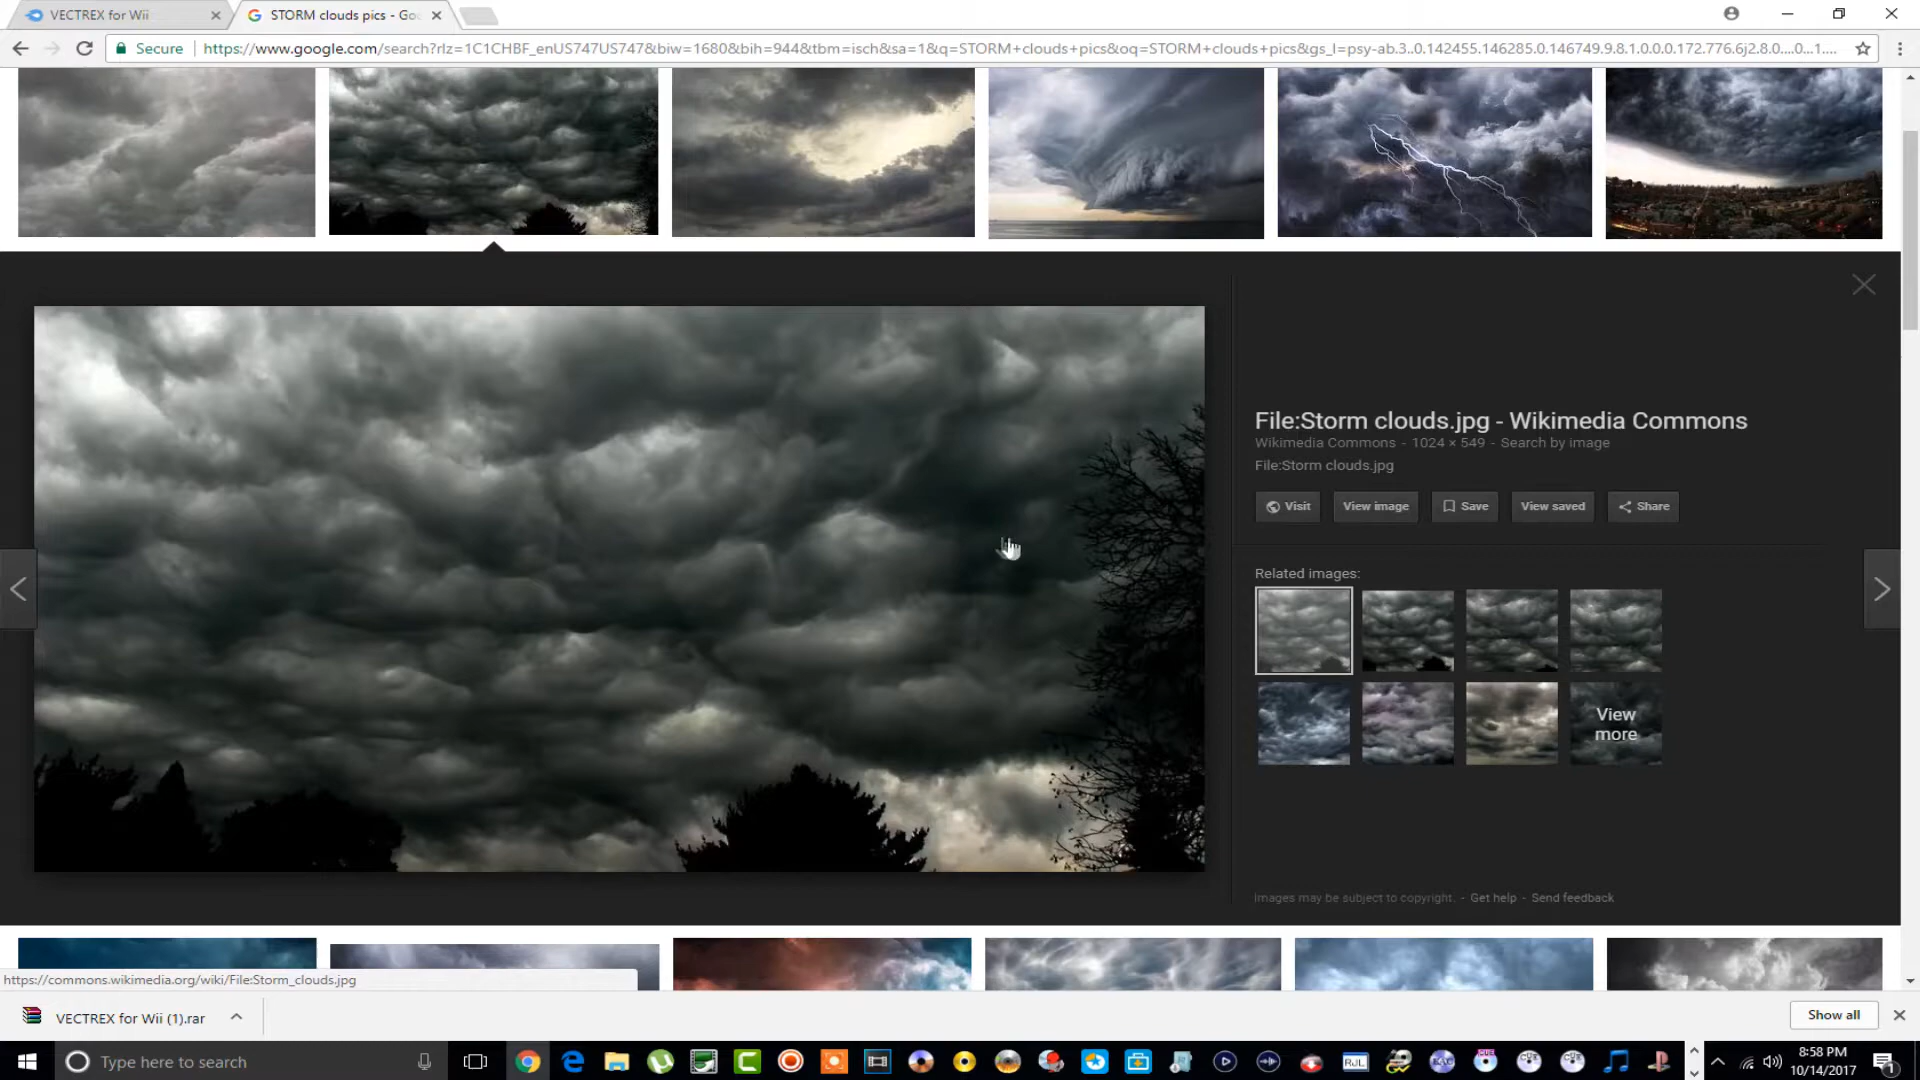 VECTREX for Wii
STORM clouds pics - Goo
Secure
https://www.google.com/search?rlz=1C1CHBF_enUS747US747&biw=1680&bih=944&tbm=isch&sa=1&q=STORM+clouds+pics&oq=STORM+clouds+pics&gs_l=psy-ab.3..0.142455.146285.0.146749.9.8.1.0.0.0.172.776.6j2.8.0....0...1....
File:Storm clouds.jpg - Wikimedia Commons
Wikimedia Commons - 1024 × 549 - Search by image
File:Storm clouds.jpg
Visit
View image
Save
View saved
Share
Related images:
View
more
Images may be subject to copyright. - Get help - Send feedback
https://commons.wikimedia.org/wiki/File:Storm_clouds.jpg
VECTREX for Wii (1).rar
Show all
Type here to search
RJL
8:58 PM
10/14/2017